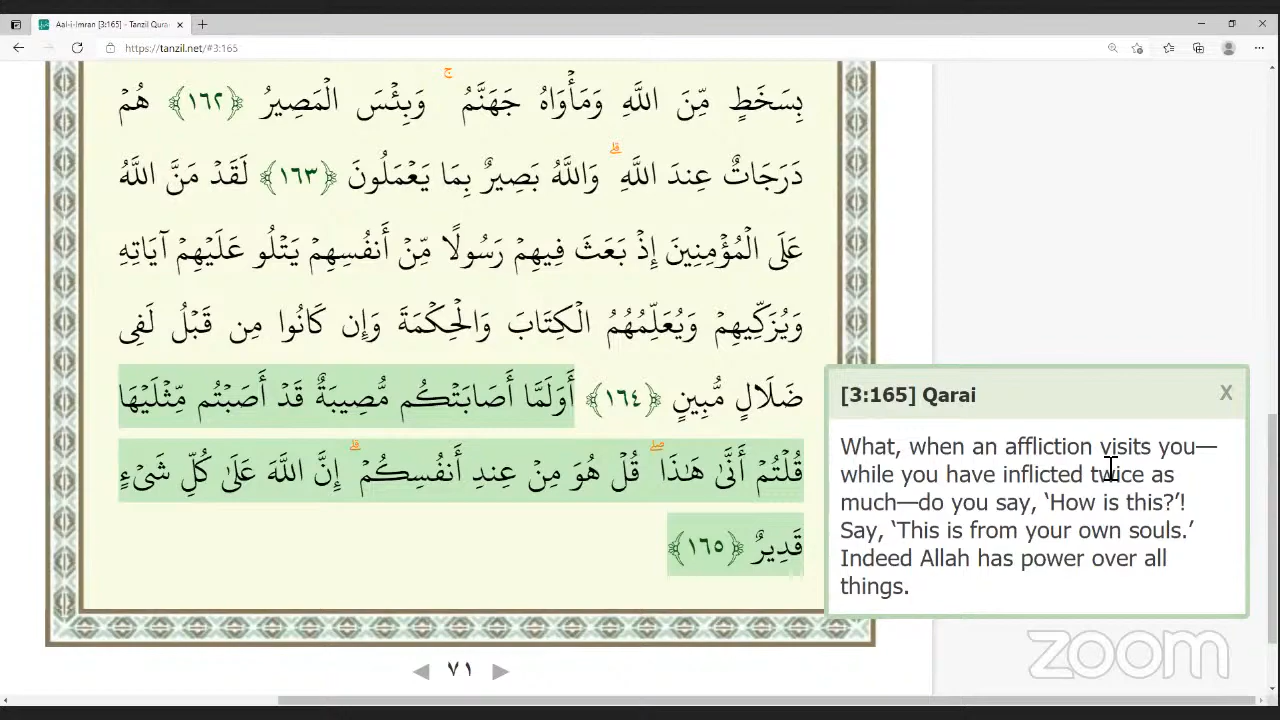 Aal-i-Imran [3:165] - Tanzil Qura
https://tanzil.net/#3:165
بِسَخَطٍ مِّنَ اللَّهِ وَمَأْوَاهُ جَهَنَّمُ ۚ وَبِئْسَ الْمَصِيرُ ﴿١٦٢﴾ هُمْ
دَرَجَاتٌ عِندَ اللَّهِ ۗ وَاللَّهُ بَصِيرٌ بِمَا يَعْمَلُونَ ﴿١٦٣﴾ لَقَدْ مَنَّ اللَّهُ
عَلَى الْمُؤْمِنِينَ إِذْ بَعَثَ فِيهِمْ رَسُولًا مِّنْ أَنفُسِهِمْ يَتْلُو عَلَيْهِمْ آيَاتِهِ
وَيُزَكِّيهِمْ وَيُعَلِّمُهُمُ الْكِتَابَ وَالْحِكْمَةَ وَإِن كَانُوا مِن قَبْلُ لَفِي
ضَلَالٍ مُّبِينٍ ﴿١٦٤﴾ أَوَلَمَّا أَصَابَتْكُم مُّصِيبَةٌ قَدْ أَصَبْتُم مِّثْلَيْهَا
قُلْتُمْ أَنَّىٰ هَٰذَا ۖ قُلْ هُوَ مِنْ عِندِ أَنفُسِكُمْ ۗ إِنَّ اللَّهَ عَلَىٰ كُلِّ شَيْءٍ
قَدِيرٌ ﴿١٦٥﴾
٧١
[3:165] Qarai
X
What, when an affliction visits you—
while you have inflicted twice as
much—do you say, ‘How is this?’!
Say, ‘This is from your own souls.’
Indeed Allah has power over all
things.
zoom